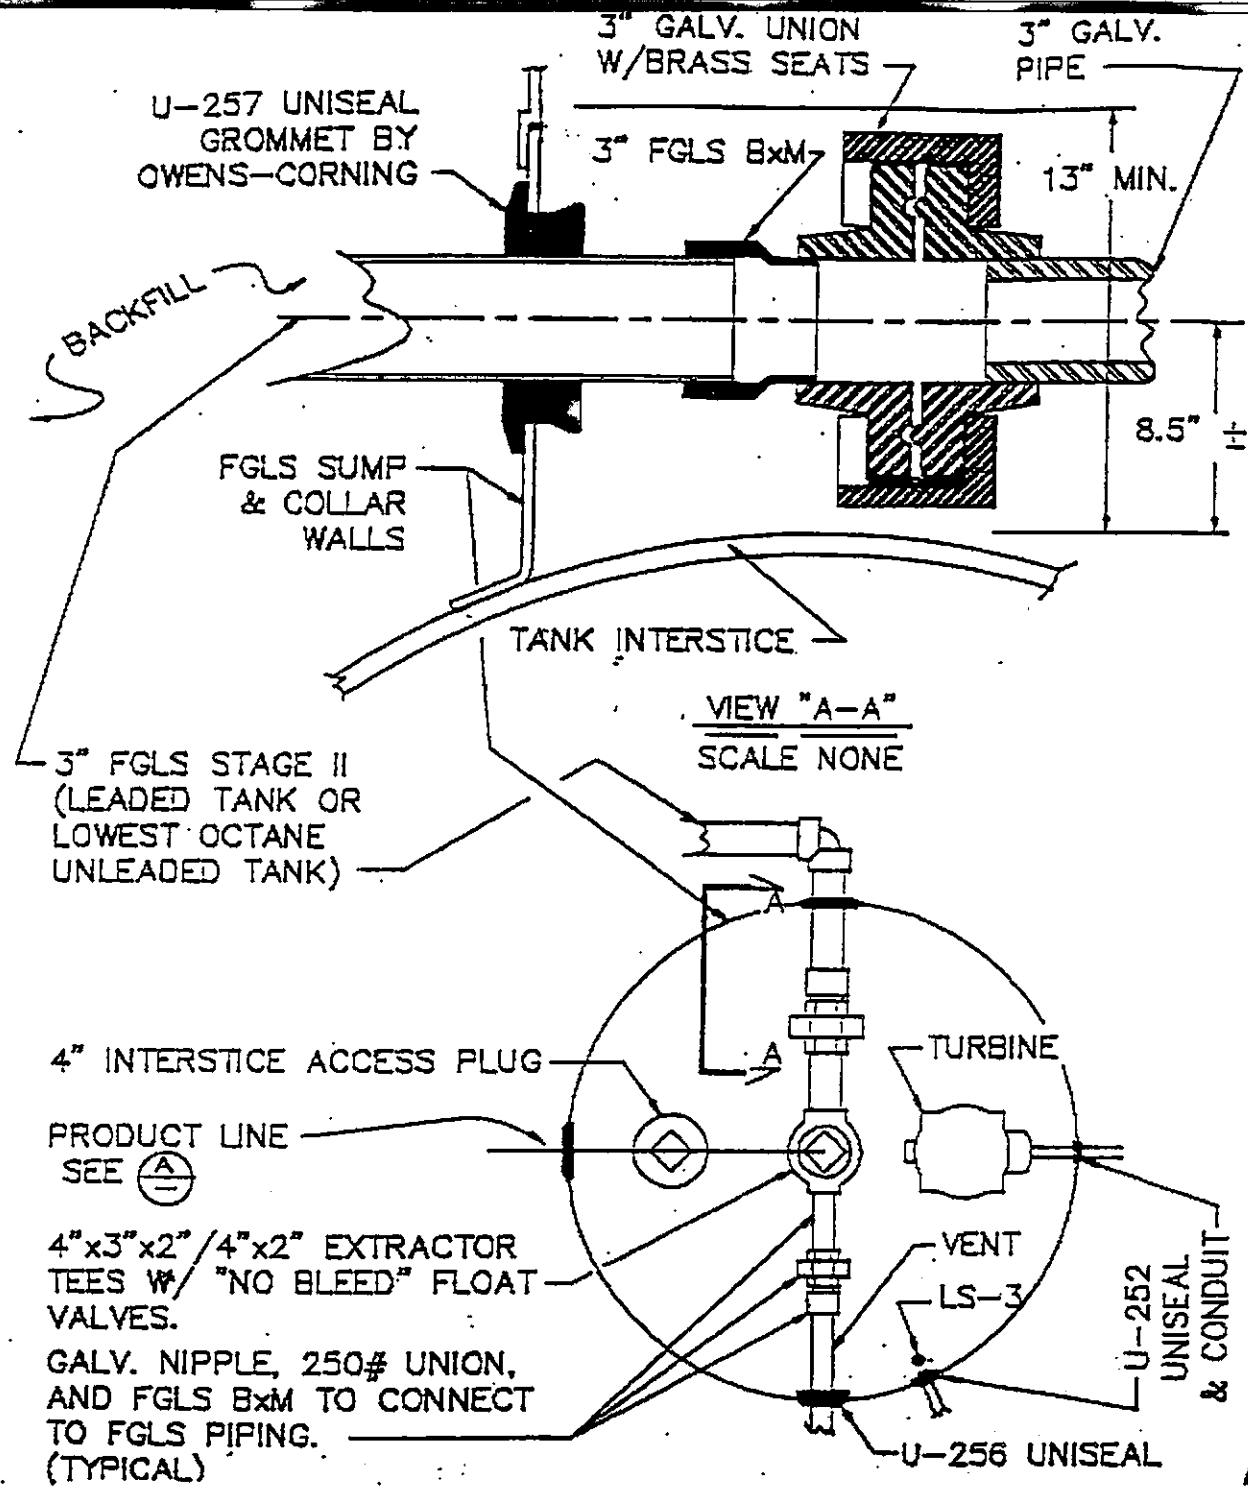 3" GALV. UNION
W/BRASS SEATS
3" GALV.
PIPE
U-257 UNISEAL
GROMMET BY
OWENS-CORNING
3" FGLS BxM
13" MIN.
BACKFILL
8.5" ±
FGLS SUMP
& COLLAR
WALLS
TANK INTERSTICE
VIEW "A-A"
SCALE NONE
3" FGLS STAGE II
(LEADED TANK OR
LOWEST OCTANE
UNLEADED TANK)
A
A
4" INTERSTICE ACCESS PLUG
TURBINE
PRODUCT LINE
SEE A
4"x3"x2"/4"x2" EXTRACTOR
TEES W/ "NO BLEED" FLOAT
VALVES.
VENT
LS-3
U-252
UNISEAL
& CONDUIT
GALV. NIPPLE, 250# UNION,
AND FGLS BxM TO CONNECT
TO FGLS PIPING.
(TYPICAL)
U-256 UNISEAL